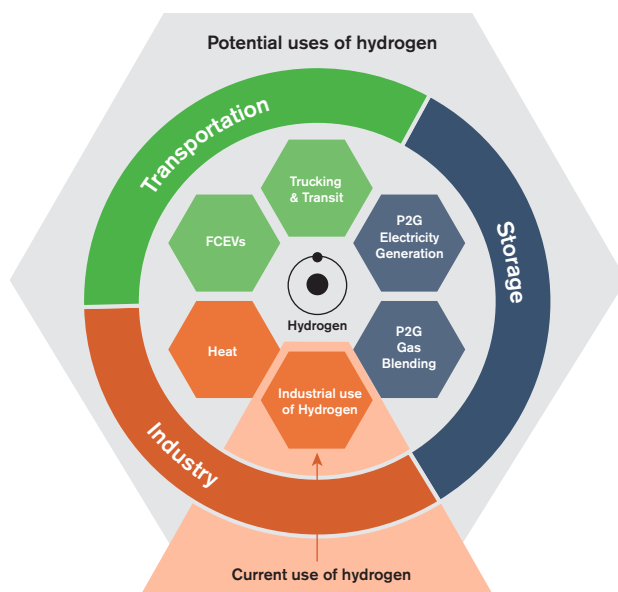 Potential uses of hydrogen
Transportation
Storage
Trucking
& Transit
FCEVs
P2G
Electricity
Generation
Hydrogen
Heat
P2G
Gas
Blending
Industrial use
of Hydrogen
Industry
Current use of hydrogen